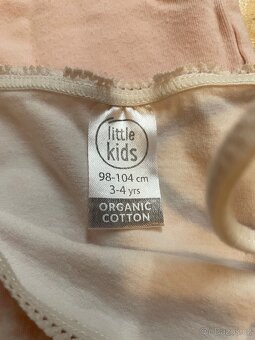 little
kids
98-104 cm
3-4 yrs
ORGANIC
COTTON